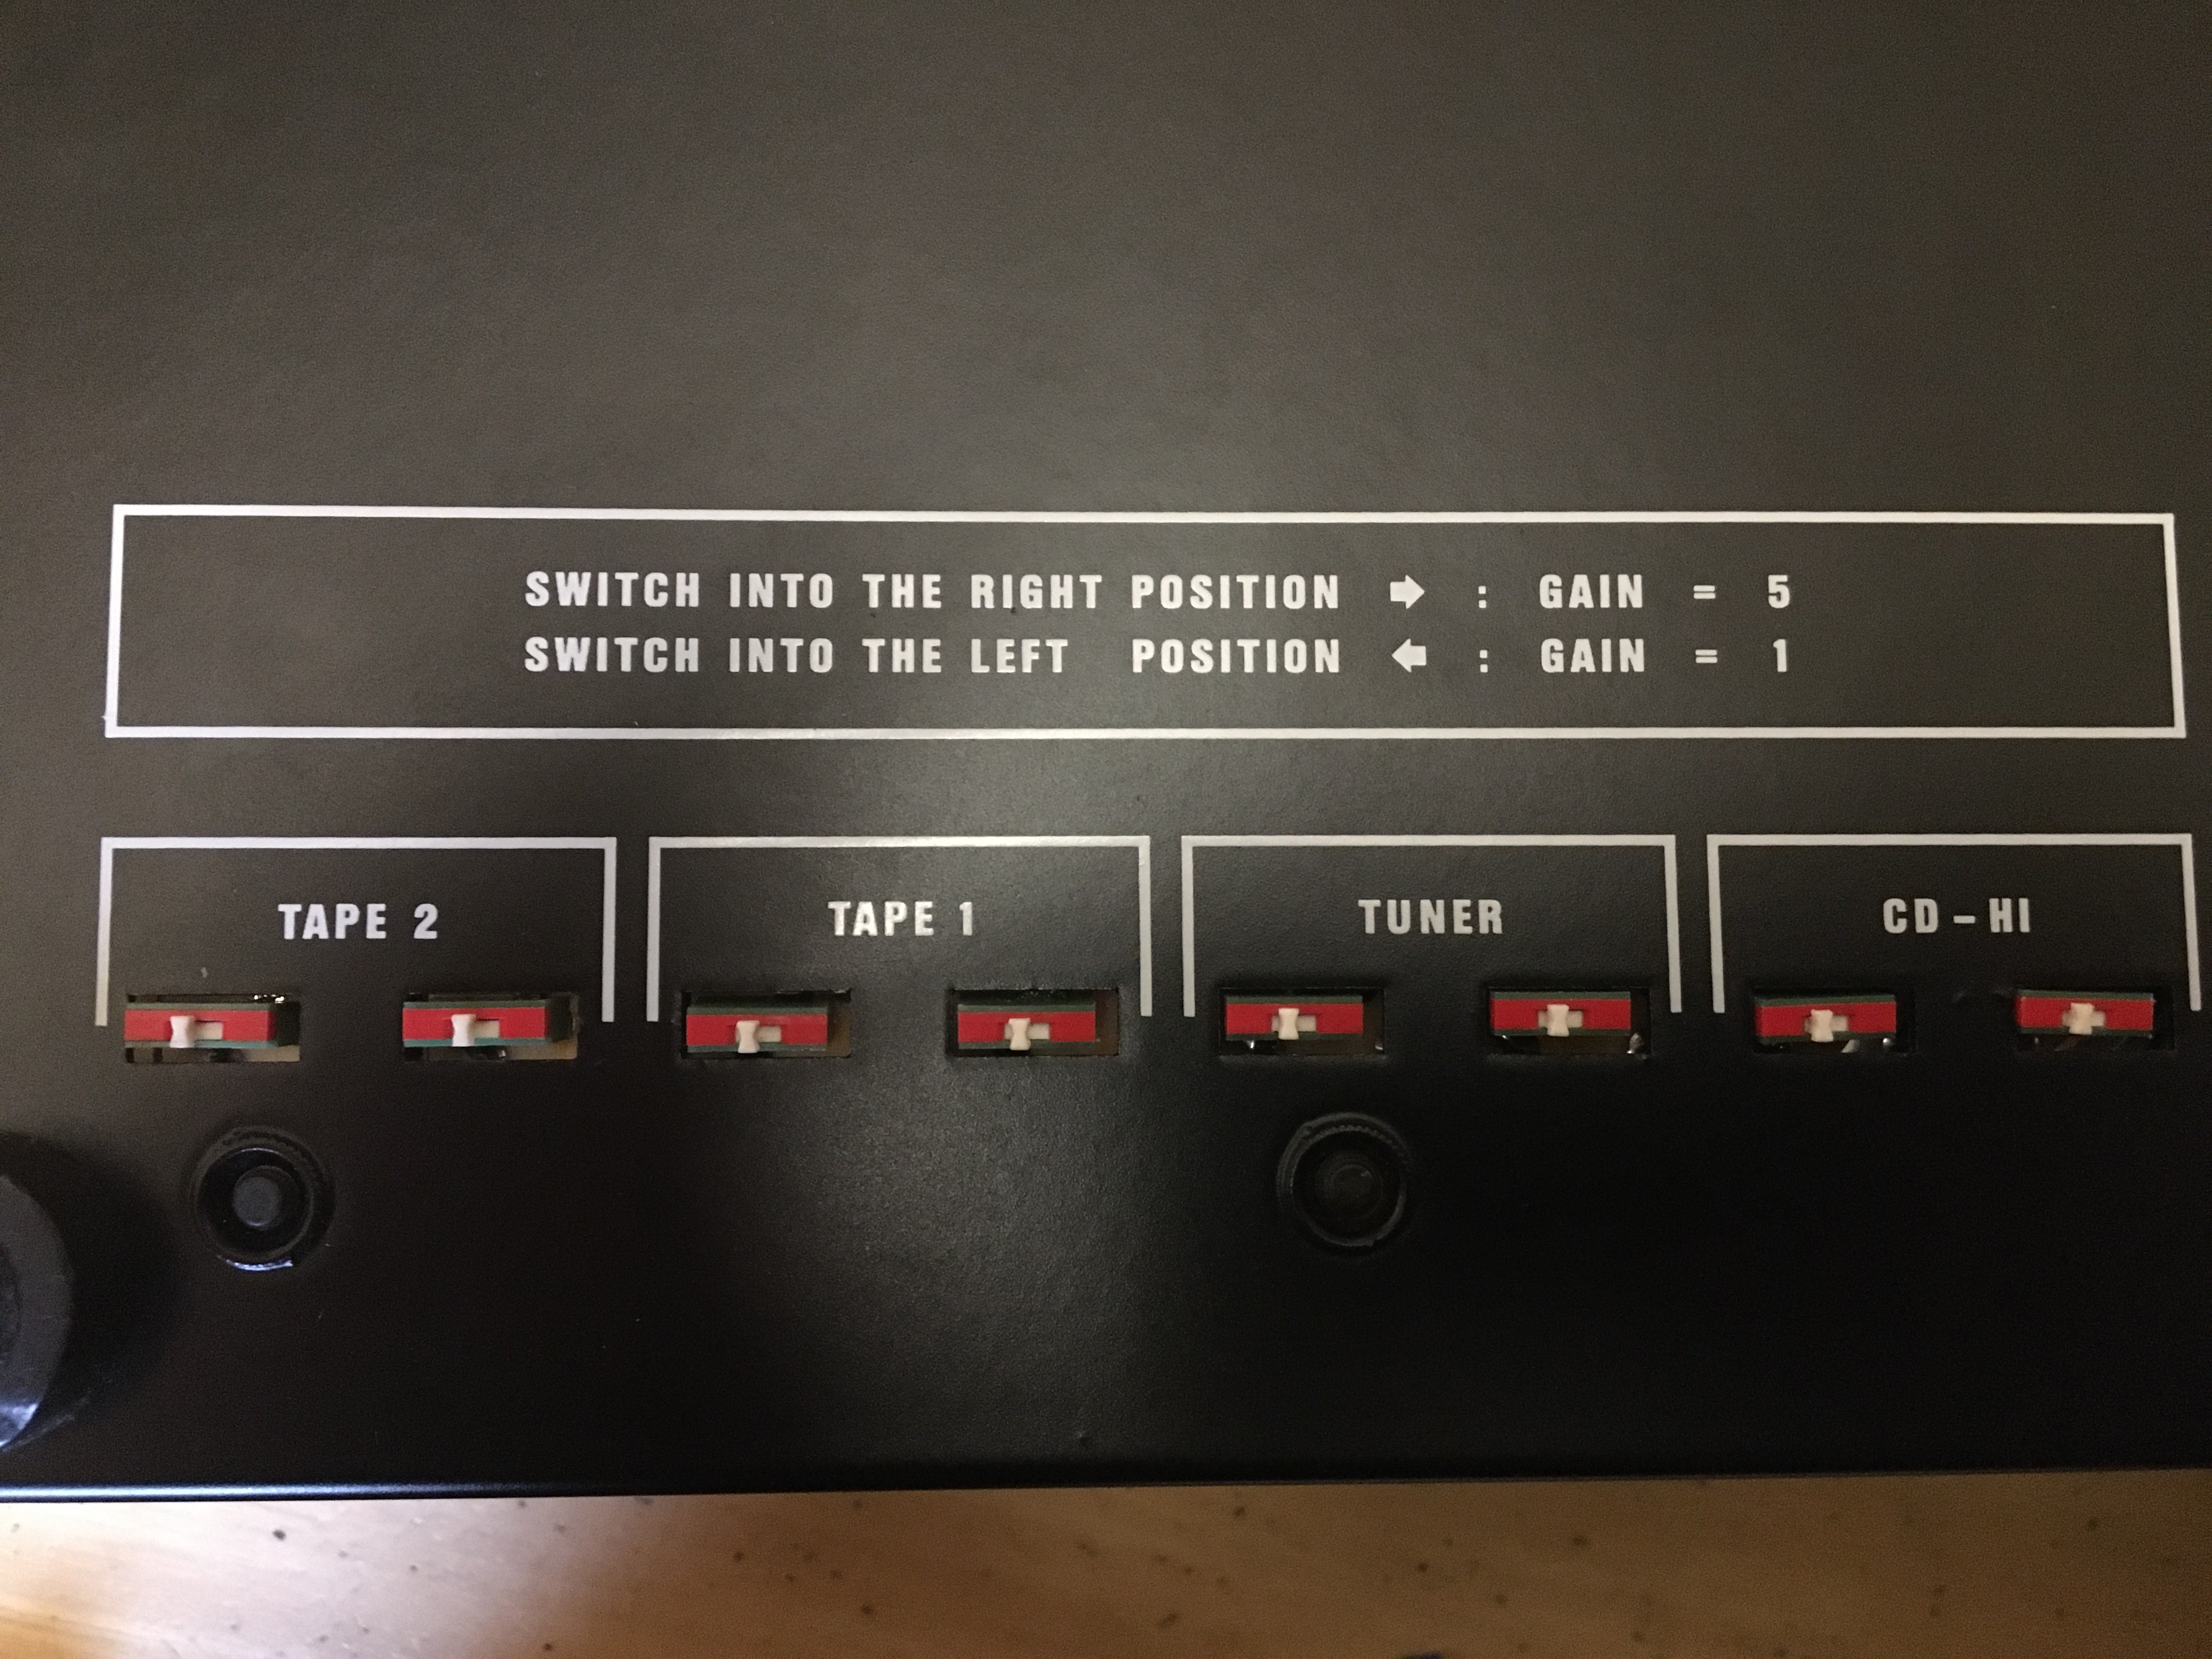 SWITCH INTO THE RIGHT POSITION ➡ : GAIN = 5
SWITCH INTO THE LEFT POSITION ⬅ : GAIN = 1
TAPE 2
TAPE 1
TUNER
CD – HI